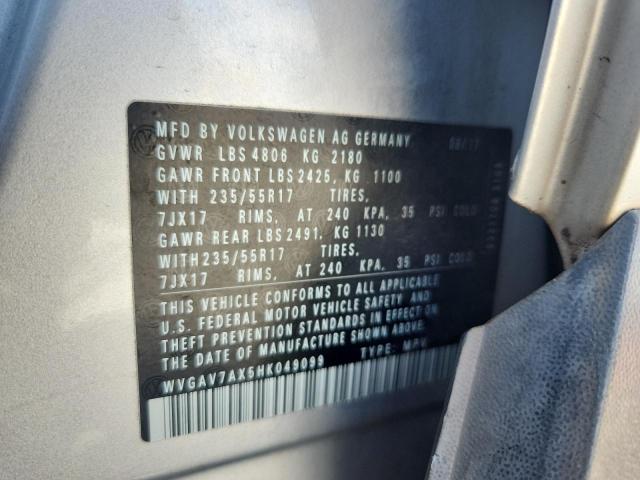 MFD BY VOLKSWAGEN AG GERMANY 08/17
GVWR LBS 4806 KG 2180
GAWR FRONT LBS 2425, KG 1100
WITH 235/55R17 TIRES,
7JX17 RIMS, AT 240 KPA, 35 PSI COLD
GAWR REAR LBS 2491, KG 1130
WITH 235/55R17 TIRES,
7JX17 RIMS, AT 240 KPA, 35 PSI COLD
THIS VEHICLE CONFORMS TO ALL APPLICABLE
U.S. FEDERAL MOTOR VEHICLE SAFETY AND
THEFT PREVENTION STANDARDS IN EFFECT ON
THE DATE OF MANUFACTURE SHOWN ABOVE.
WVGAV7AX5HK049099 TYPE: MPV